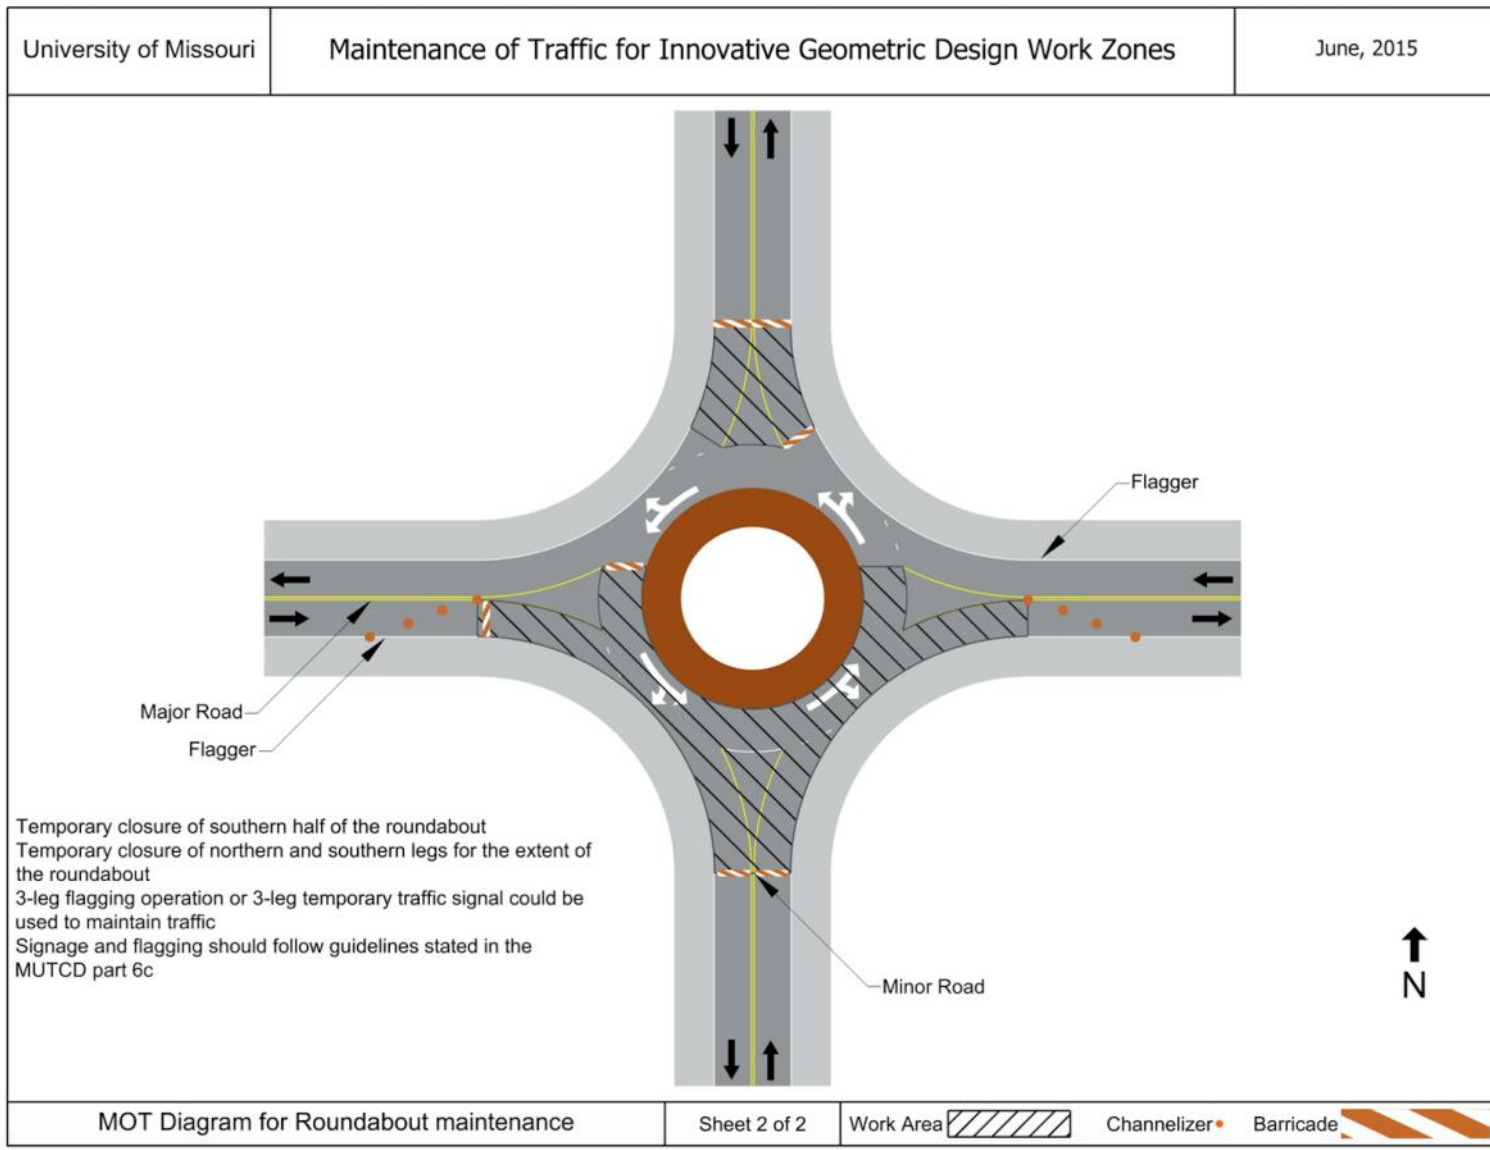 University of Missouri
Maintenance of Traffic for Innovative Geometric Design Work Zones
June, 2015
Flagger
Major Road
Flagger
Temporary closure of southern half of the roundabout
Temporary closure of northern and southern legs for the extent of
the roundabout
3-leg flagging operation or 3-leg temporary traffic signal could be
used to maintain traffic
Signage and flagging should follow guidelines stated in the
MUTCD part 6c
Minor Road
N
MOT Diagram for Roundabout maintenance
Sheet 2 of 2
Work Area
Channelizer
Barricade